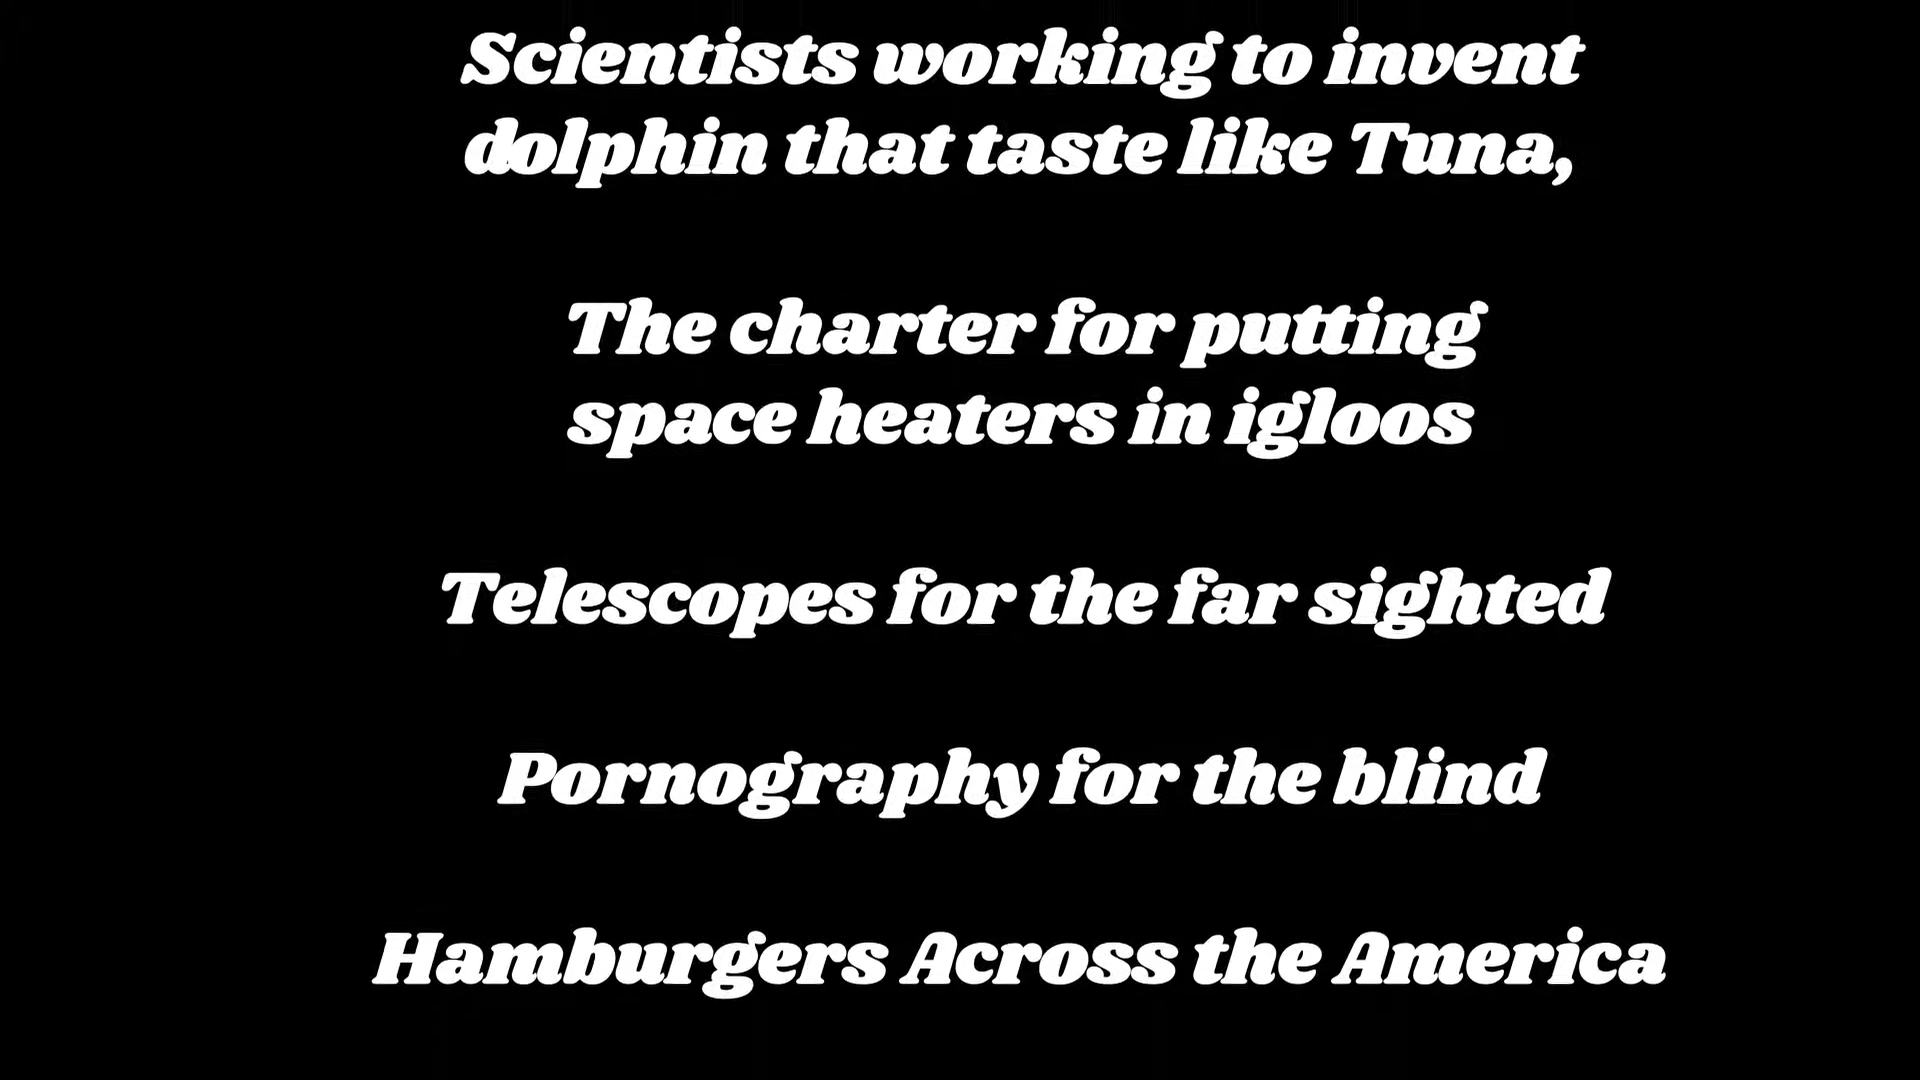 Scientists working to invent
dolphin that taste like Tuna,
The charter for putting
space heaters in igloos
Telescopes for the far sighted
Pornography for the blind
Hamburgers Across the America